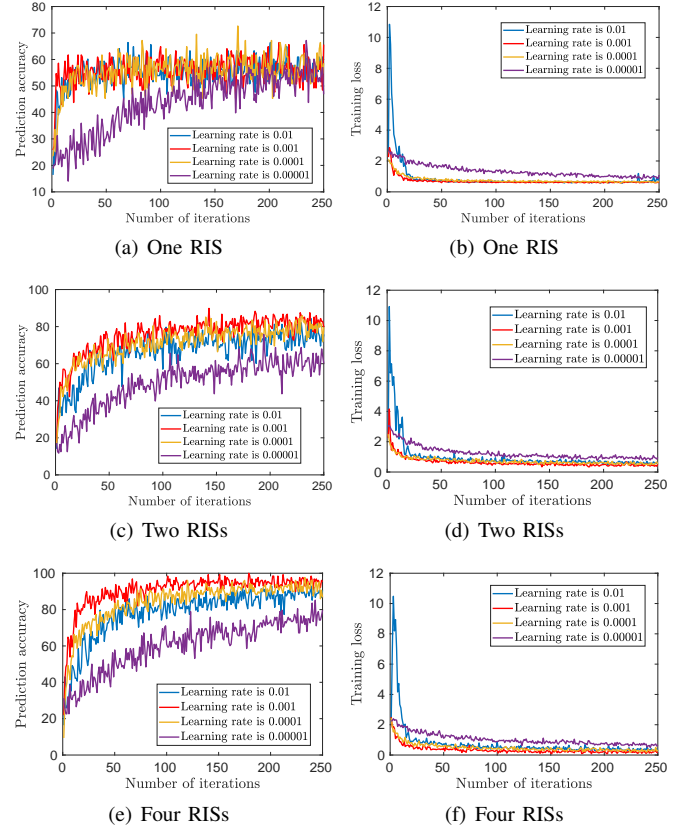 80
70
60
50
40
30
20
10
0 50 100 150 200 250
Prediction accuracy
Number of iterations
Learning rate is 0.01
Learning rate is 0.001
Learning rate is 0.0001
Learning rate is 0.00001
(a) One RIS
12
10
8
6
4
2
0
0 50 100 150 200 250
Training loss
Number of iterations
Learning rate is 0.01
Learning rate is 0.001
Learning rate is 0.0001
Learning rate is 0.00001
(b) One RIS
100
80
60
40
20
0
0 50 100 150 200 250
Prediction accuracy
Number of iterations
Learning rate is 0.01
Learning rate is 0.001
Learning rate is 0.0001
Learning rate is 0.00001
(c) Two RISs
12
10
8
6
4
2
0
0 50 100 150 200 250
Training loss
Number of iterations
Learning rate is 0.01
Learning rate is 0.001
Learning rate is 0.0001
Learning rate is 0.00001
(d) Two RISs
100
80
60
40
20
0
0 50 100 150 200 250
Prediction accuracy
Number of iterations
Learning rate is 0.01
Learning rate is 0.001
Learning rate is 0.0001
Learning rate is 0.00001
(e) Four RISs
12
10
8
6
4
2
0
0 50 100 150 200 250
Training loss
Number of iterations
Learning rate is 0.01
Learning rate is 0.001
Learning rate is 0.0001
Learning rate is 0.00001
(f) Four RISs